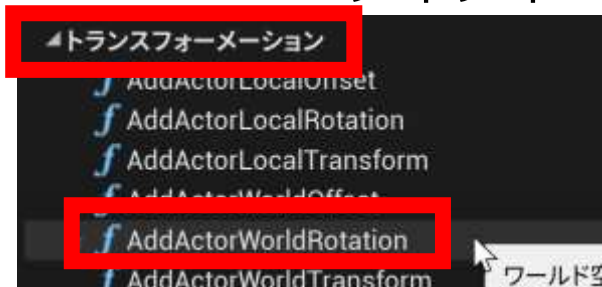 トランスフォーメーション
AddActorLocalOffset
AddActorLocalRotation
AddActorLocalTransform
AddActorWorldOffset
AddActorWorldRotation
AddActorWorldTransform
ワールド空